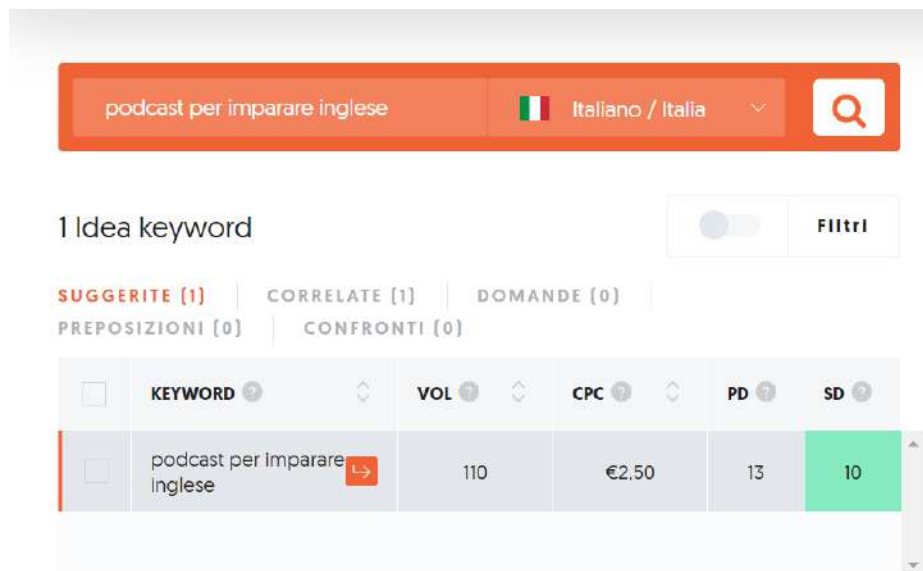 podcast per imparare inglese Italiano / Italia
1 Idea keyword Filtri
SUGGERITE (1) CORRELATE (1) DOMANDE (0)
PREPOSIZIONI (0) CONFRONTI (0)
KEYWORD ? VOL ? CPC ? PD ? SD ?
podcast per imparare
inglese 110 €2,50 13 10